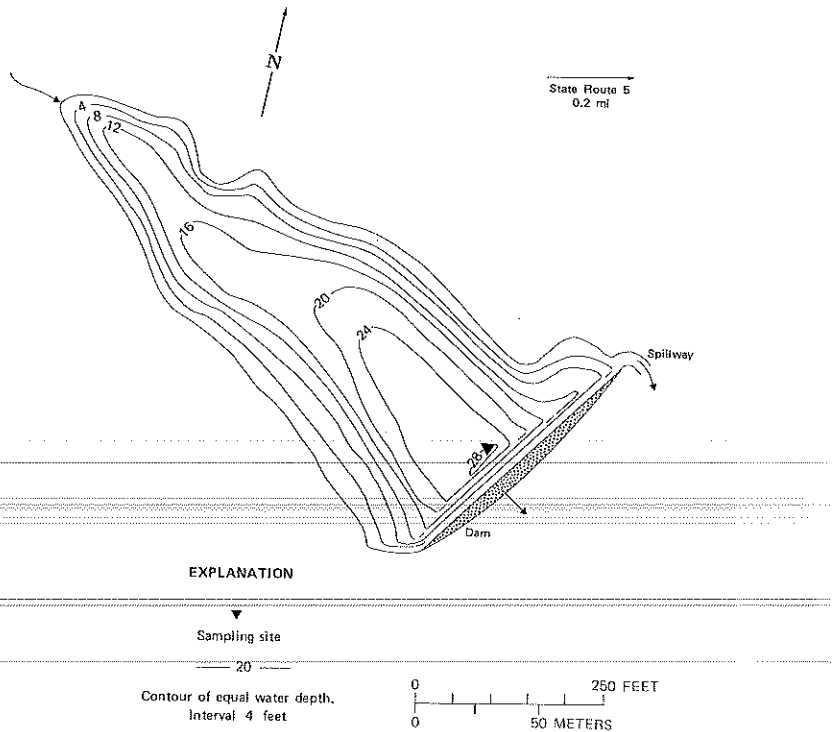 N
State Route 5
0.2 mi
4
8
12
16
20
24
28
Spillway
Dam
EXPLANATION
Sampling site
20
Contour of equal water depth.
Interval 4 feet
0 250 FEET
0 50 METERS